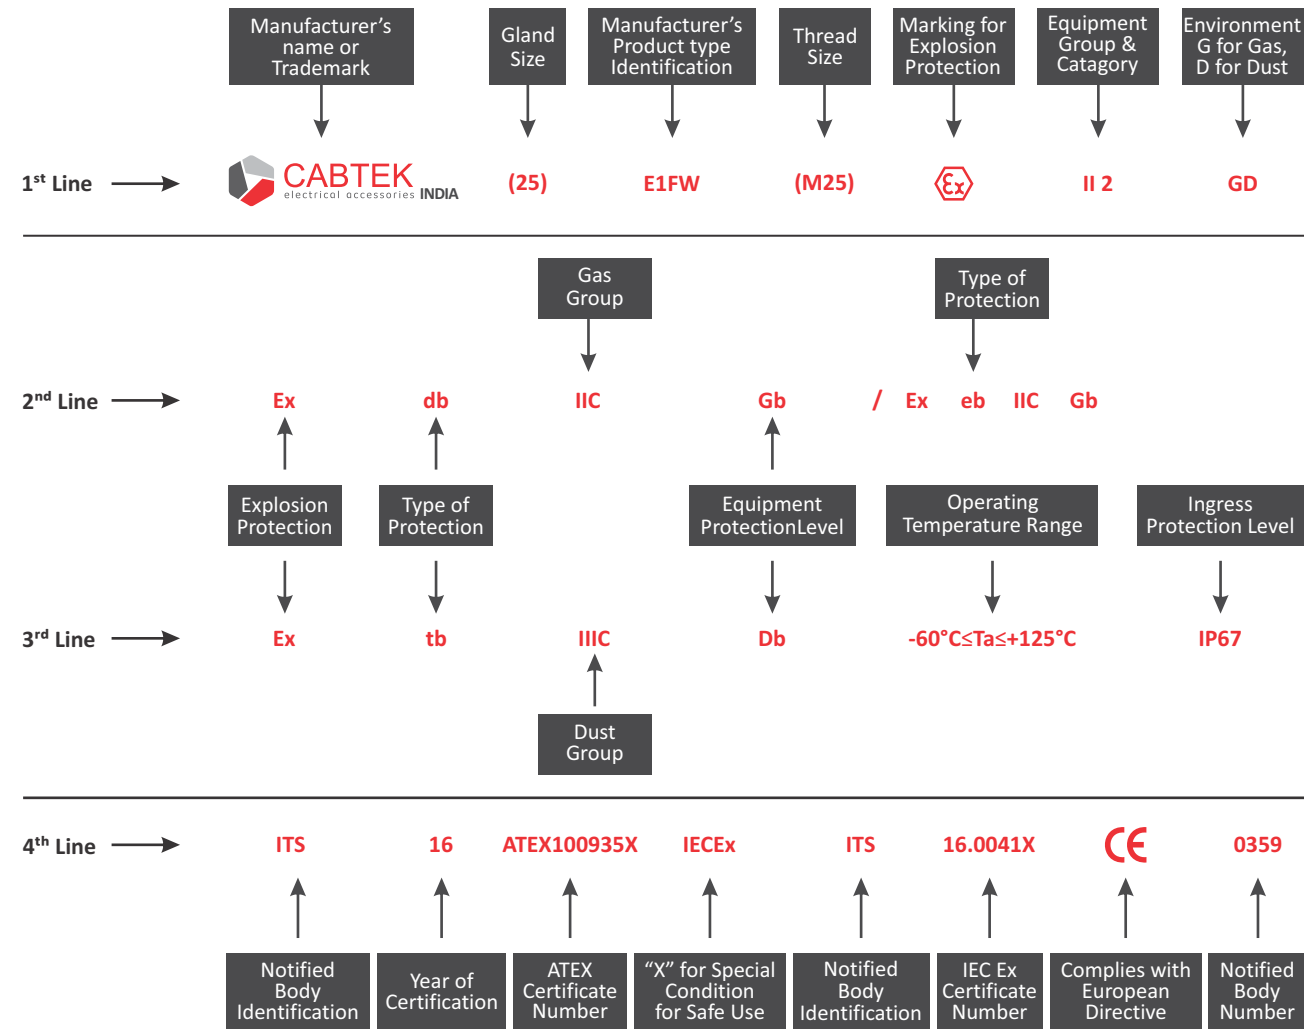 Manufacturer's
name or
Trademark
Gland
Size
Manufacturer's
Product type
Identification
Thread
Size
Marking for
Explosion
Protection
Equipment
Group &
Catagory
Environment
G for Gas,
D for Dust
1st Line
CABTEK
electrical accessories INDIA
(25)
E1FW
(M25)
Ex
II 2
GD
Gas
Group
Type of
Protection
2nd Line
Ex
db
IIC
Gb
/ Ex eb IIC Gb
Explosion
Protection
Type of
Protection
Equipment
ProtectionLevel
Operating
Temperature Range
Ingress
Protection Level
3rd Line
Ex
tb
IIIC
Db
-60°C≤Ta≤+125°C
IP67
Dust
Group
4th Line
ITS
16
ATEX100935X
IECEx
ITS
16.0041X
CE
0359
Notified
Body
Identification
Year of
Certification
ATEX
Certificate
Number
“X” for Special
Condition
for Safe Use
Notified
Body
Identification
IEC Ex
Certificate
Number
Complies with
European
Directive
Notified
Body
Number